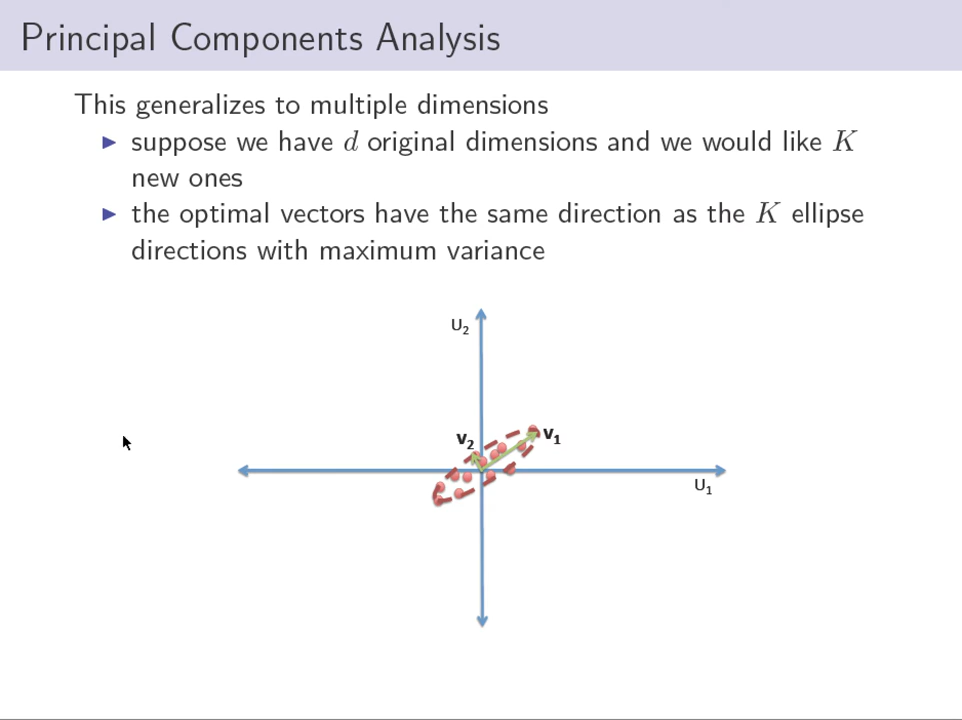 Principal Components Analysis
This generalizes to multiple dimensions
▶ suppose we have d original dimensions and we would like K
new ones
▶ the optimal vectors have the same direction as the K ellipse
directions with maximum variance
U₂
v₂
v₁
U₁